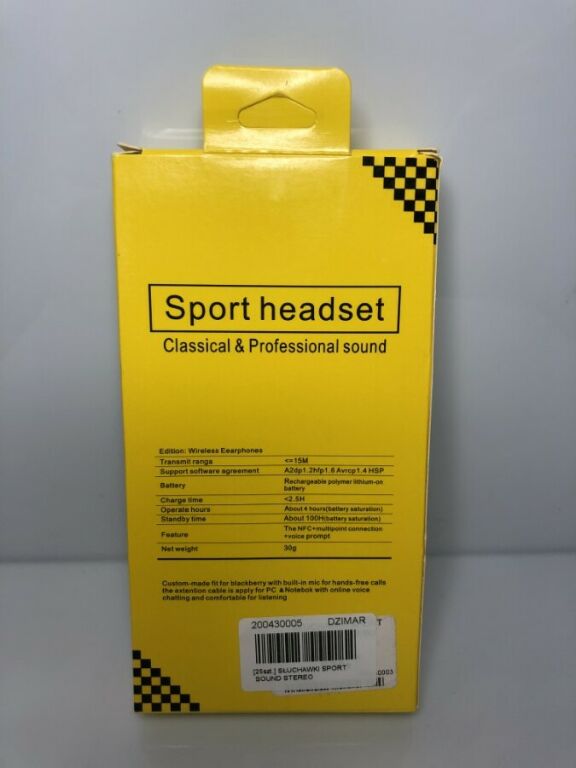 Sport headset
Classical & Professional sound
Edition: Wireless Eearphones
Transmit range <=15M
Support software agreement A2dp1.2hfp1.6 Avrcp1.4 HSP
Battery Rechargeable polymer lithium-on
battery
Charge time <2.5H
Operate hours About 4 hours(battery saturation)
Standby time About 100H(battery saturation)
Feature The NFC+multipoint connection
+voice prompt
Net weight 30g
Custom-made fit for blackberry with built-in mic for hands-free calls
the extention cable is apply for PC &Notebok with online voice
chatting and comfortable for listening
200430005 DZIMAR T
SŁUCHAWKI SPORT
SOUND STEREO